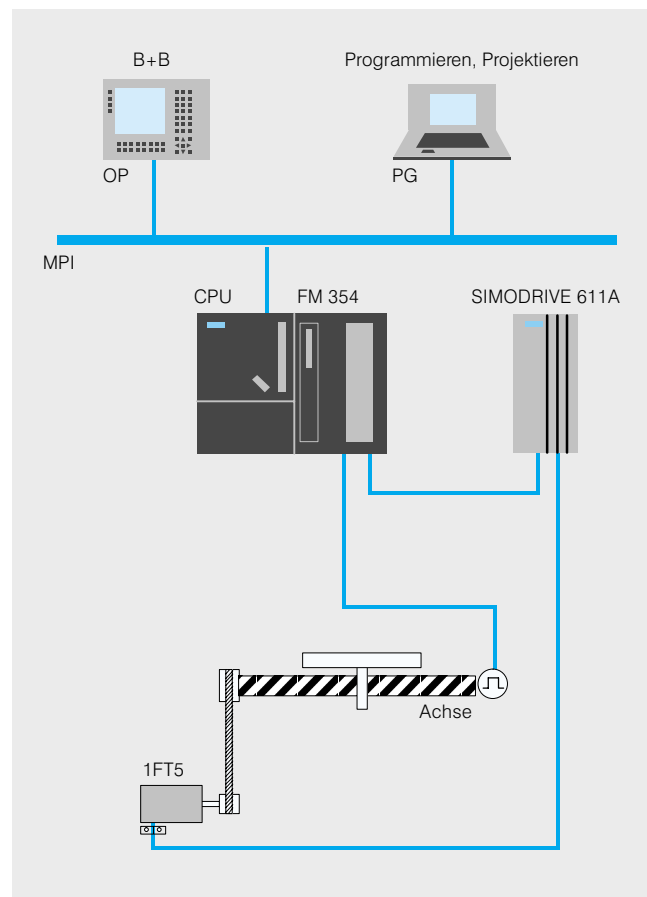 B+B
Programmieren, Projektieren
OP
PG
MPI
CPU
FM 354
SIMODRIVE 611A
Achse
1FT5